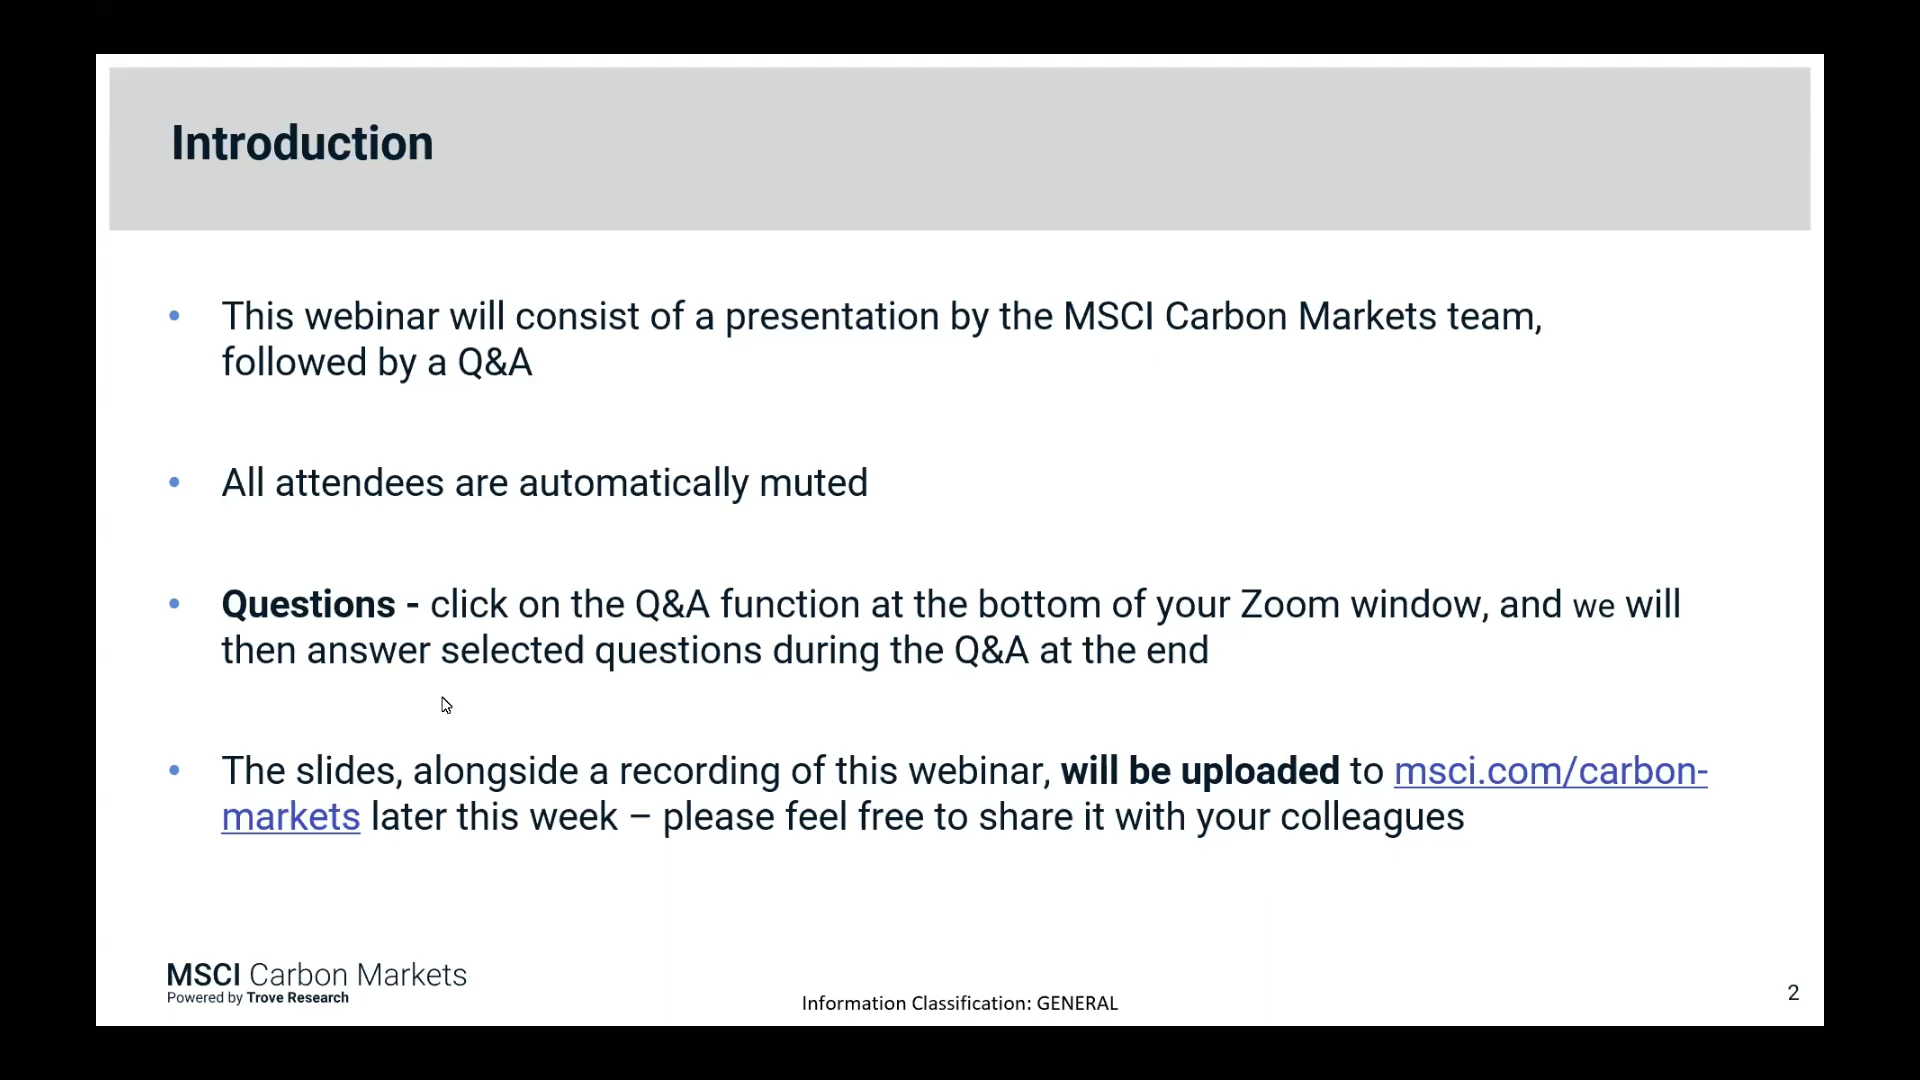 Introduction
• This webinar will consist of a presentation by the MSCI Carbon Markets team,
followed by a Q&A
• All attendees are automatically muted
• Questions - click on the Q&A function at the bottom of your Zoom window, and we will
then answer selected questions during the Q&A at the end
• The slides, alongside a recording of this webinar, will be uploaded to msci.com/carbon-
markets later this week – please feel free to share it with your colleagues
MSCI Carbon Markets
Powered by Trove Research
Information Classification: GENERAL
2